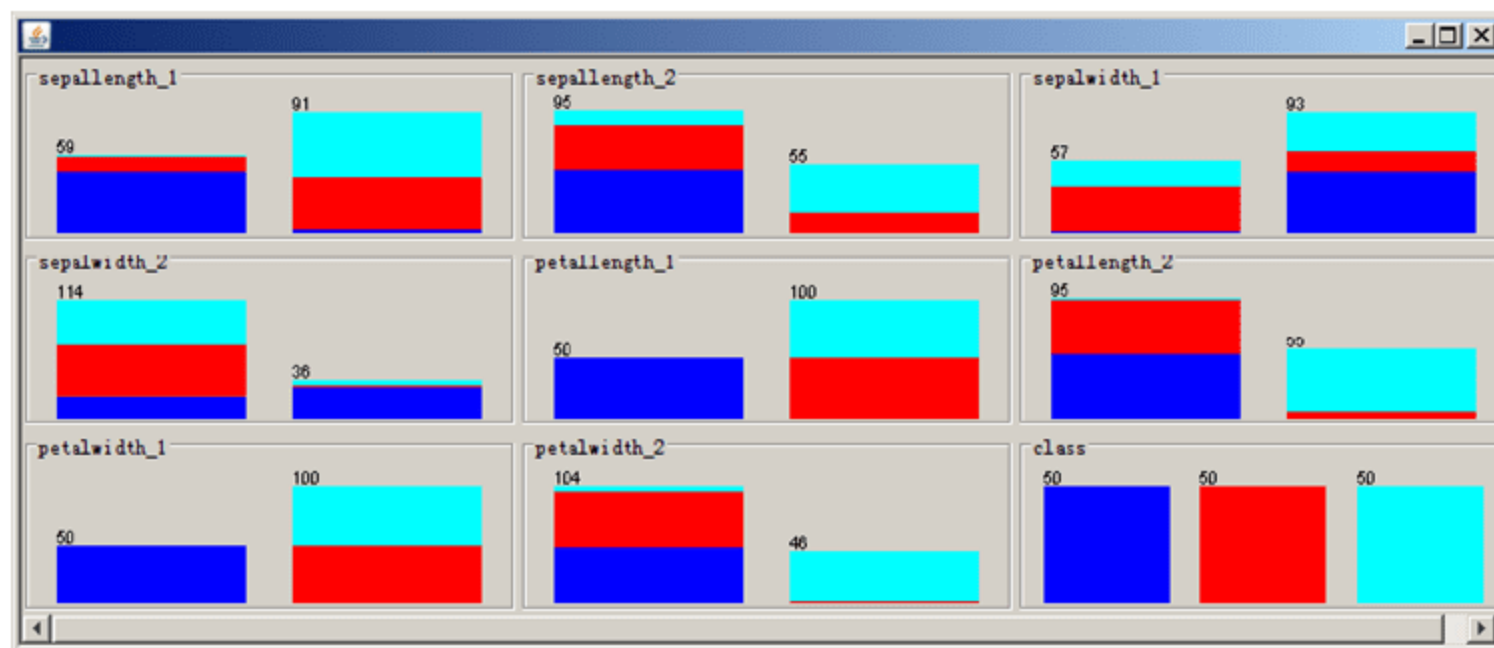 sepallength_1
59
91
sepallength_2
95
55
sepalwidth_1
57
93
sepalwidth_2
114
36
petallength_1
50
100
petallength_2
95
petalwidth_1
50
100
petalwidth_2
104
46
class
50
50
50